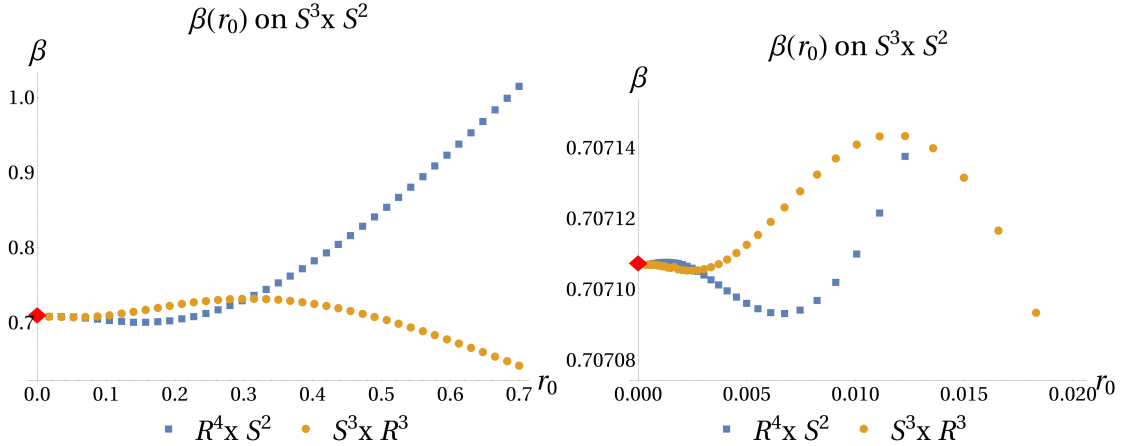 β(r₀) on S³x S²
β
1.0
0.9
0.8
0.7
0.0 0.1 0.2 0.3 0.4 0.5 0.6 0.7 r₀
R⁴x S² S³x R³
β(r₀) on S³x S²
β
0.70714
0.70712
0.70710
0.70708
0.000 0.005 0.010 0.015 0.020 r₀
R⁴x S² S³x R³